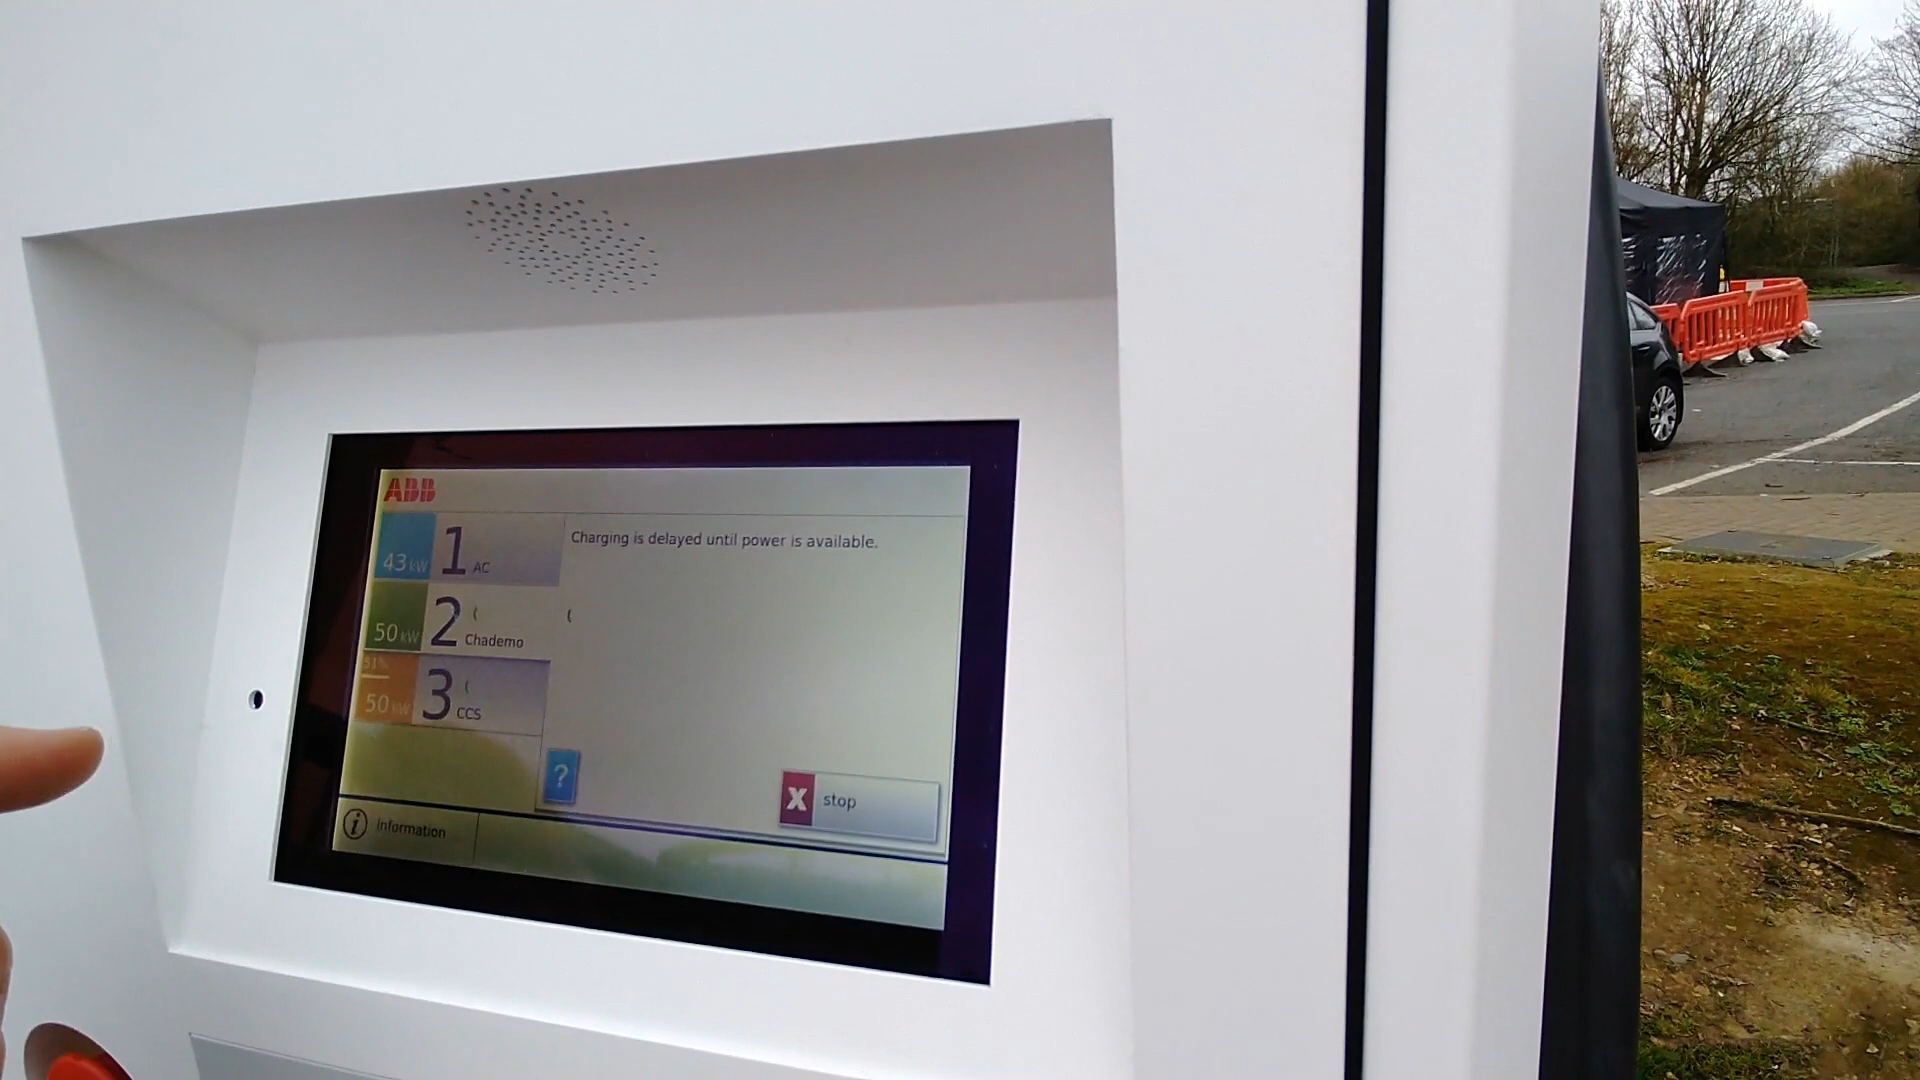 ABB
43 kW 1 AC
Charging is delayed until power is available.
50 kW 2 Chademo
51%
50 kW 3 CCS
?
X stop
i Information